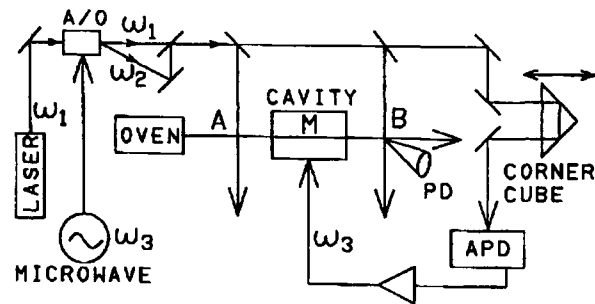 A/O
ω₁
ω₂
ω₁
LASER
ω₃
MICROWAVE
OVEN
A
CAVITY
M
B
PD
ω₃
CORNER
CUBE
APD